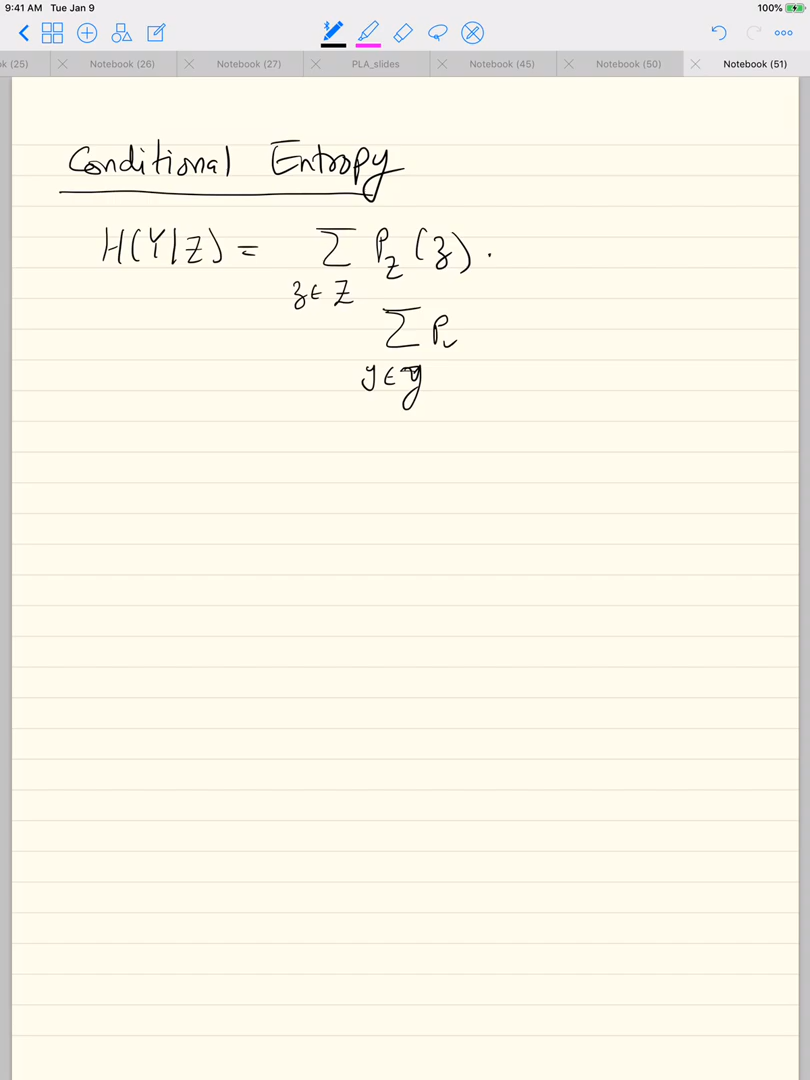 9:41 AM Tue Jan 9
100%
k (25)
Notebook (26)
Notebook (27)
PLA_slides
Notebook (45)
Notebook (50)
Notebook (51)
Conditional Entropy
H(Y|Z) = Σ P_Z (z) .
z ∈ Z
Σ P
y ∈ y